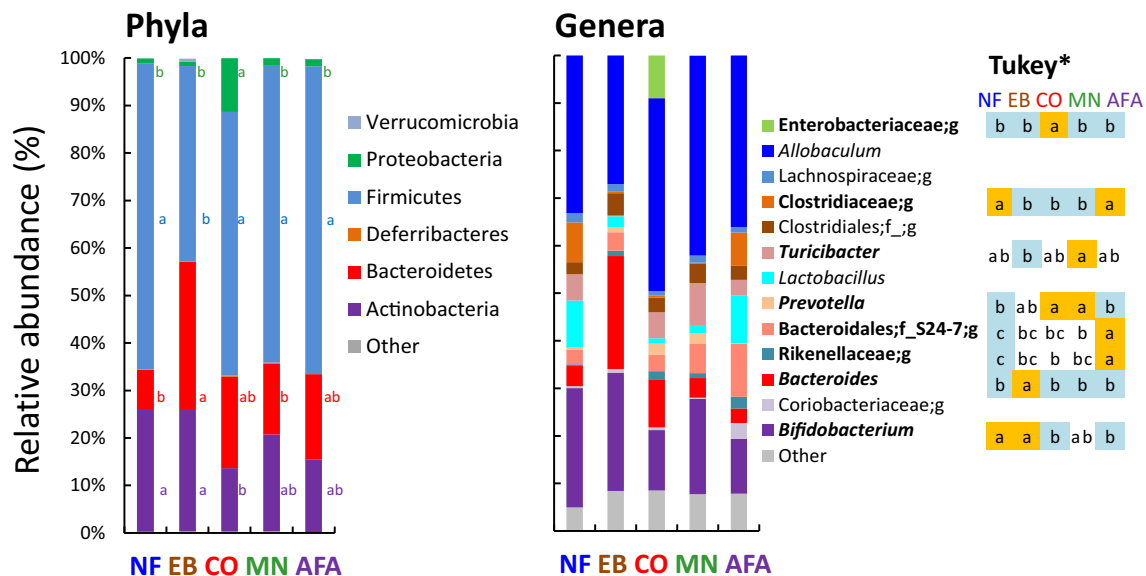 Phyla
Relative abundance (%)
100%
90%
80%
70%
60%
50%
40%
30%
20%
10%
0%
b b a b b
a b a a a
b a ab b ab
a a b ab ab
NF EB CO MN AFA
Verrucomicrobia
Proteobacteria
Firmicutes
Deferribacteres
Bacteroidetes
Actinobacteria
Other
Genera
NF EB CO MN AFA
Enterobacteriaceae;g
Allobaculum
Lachnospiraceae;g
Clostridiaceae;g
Clostridiales;f_;g
Turicibacter
Lactobacillus
Prevotella
Bacteroidales;f_S24-7;g
Rikenellaceae;g
Bacteroides
Coriobacteriaceae;g
Bifidobacterium
Other
Tukey*
NF EB CO MN AFA
b b a b b
a b b b a
ab b ab a ab
b ab a a b
c bc bc b a
c bc b bc a
b a b b b
a a b ab b